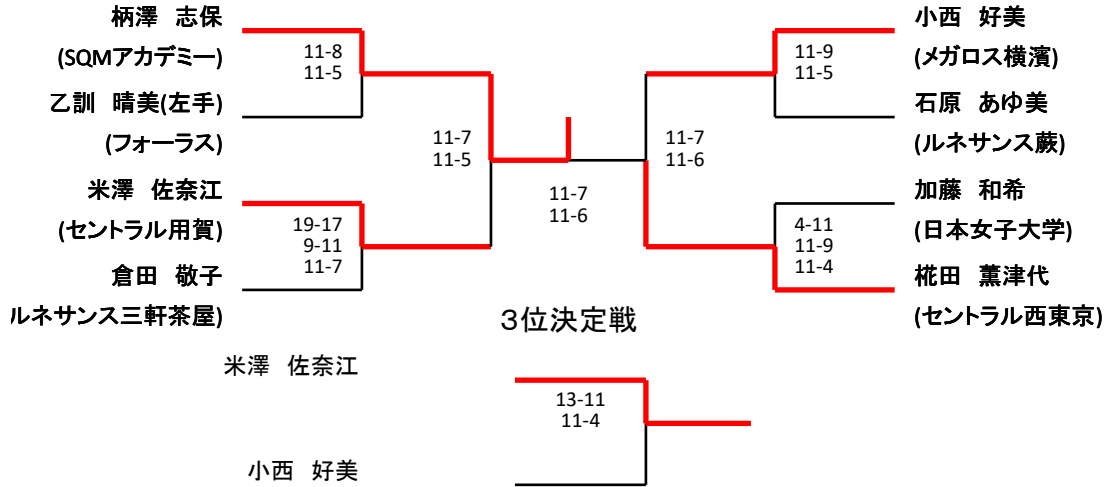 柄澤　志保
(SQMアカデミー)
11-8
11-5
乙訓　晴美(左手)
(フォーラス)
11-7
11-5
米澤　佐奈江
(セントラル用賀)
19-17
9-11
11-7
倉田　敬子
ルネサンス三軒茶屋)
11-7
11-6
小西　好美
(メガロス横濱)
11-9
11-5
石原　あゆ美
(ルネサンス蕨)
11-7
11-6
加藤　和希
(日本女子大学)
4-11
11-9
11-4
椛田　薫津代
(セントラル西東京)
３位決定戦
米澤　佐奈江
13-11
11-4
小西　好美